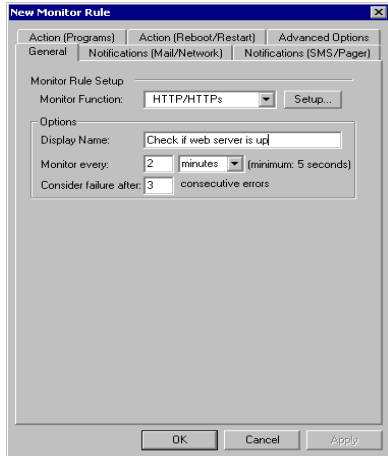 New Monitor Rule
Action (Programs) Action (Reboot/Restart) Advanced Options
General Notifications (Mail/Network) Notifications (SMS/Pager)
Monitor Rule Setup
Monitor Function: HTTP/HTTPs Setup...
Options
Display Name: Check if web server is up
Monitor every: 2 minutes (minimum: 5 seconds)
Consider failure after: 3 consecutive errors
OK Cancel Apply